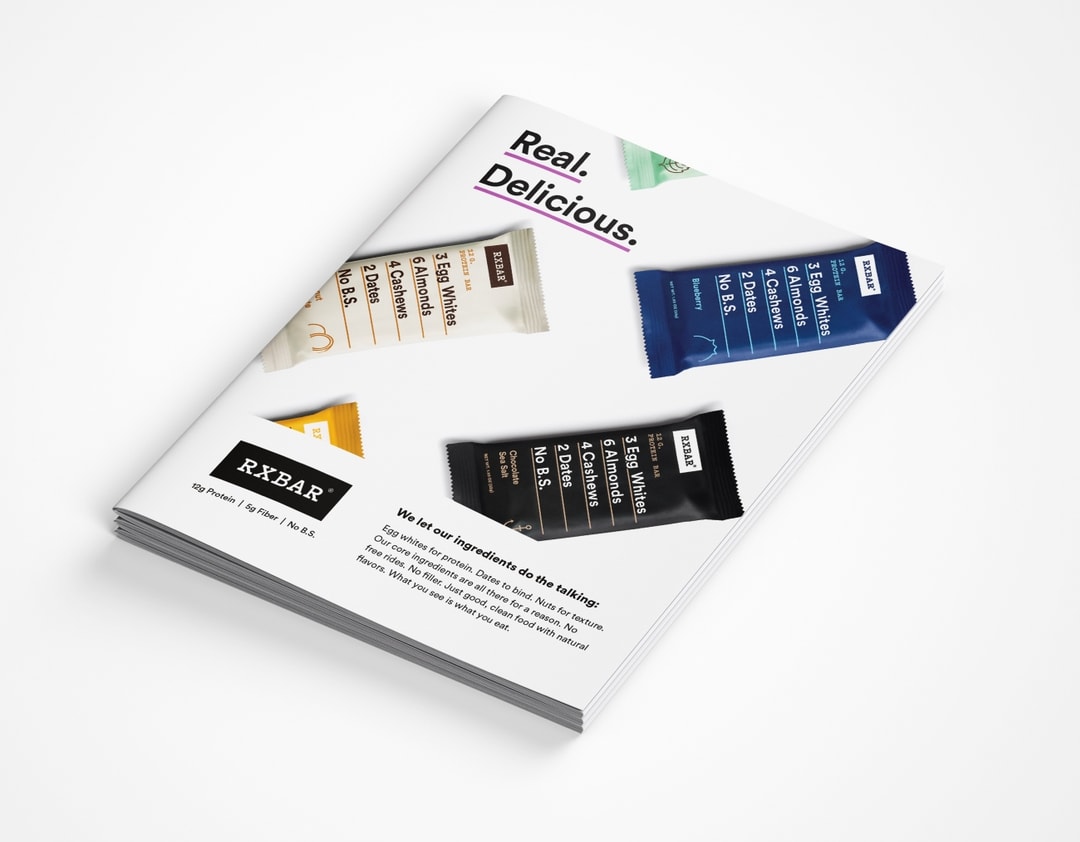 Real.
Delicious.
RXBAR®
12 G.
PROTEIN BAR
3 Egg Whites
6 Almonds
4 Cashews
2 Dates
No B.S.
RXBAR®
12 G.
PROTEIN BAR
3 Egg Whites
6 Almonds
4 Cashews
2 Dates
No B.S.
Blueberry
RX
RXBAR®
12 G.
PROTEIN BAR
3 Egg Whites
6 Almonds
4 Cashews
2 Dates
No B.S.
Chocolate
Sea Salt
RXBAR®
12g Protein | 5g Fiber | No B.S.
We let our ingredients do the talking:
Egg whites for protein. Dates to bind. Nuts for texture.
Our core ingredients are all there for a reason. No
free rides. No filler. Just good, clean food with natural
flavors. What you see is what you eat.